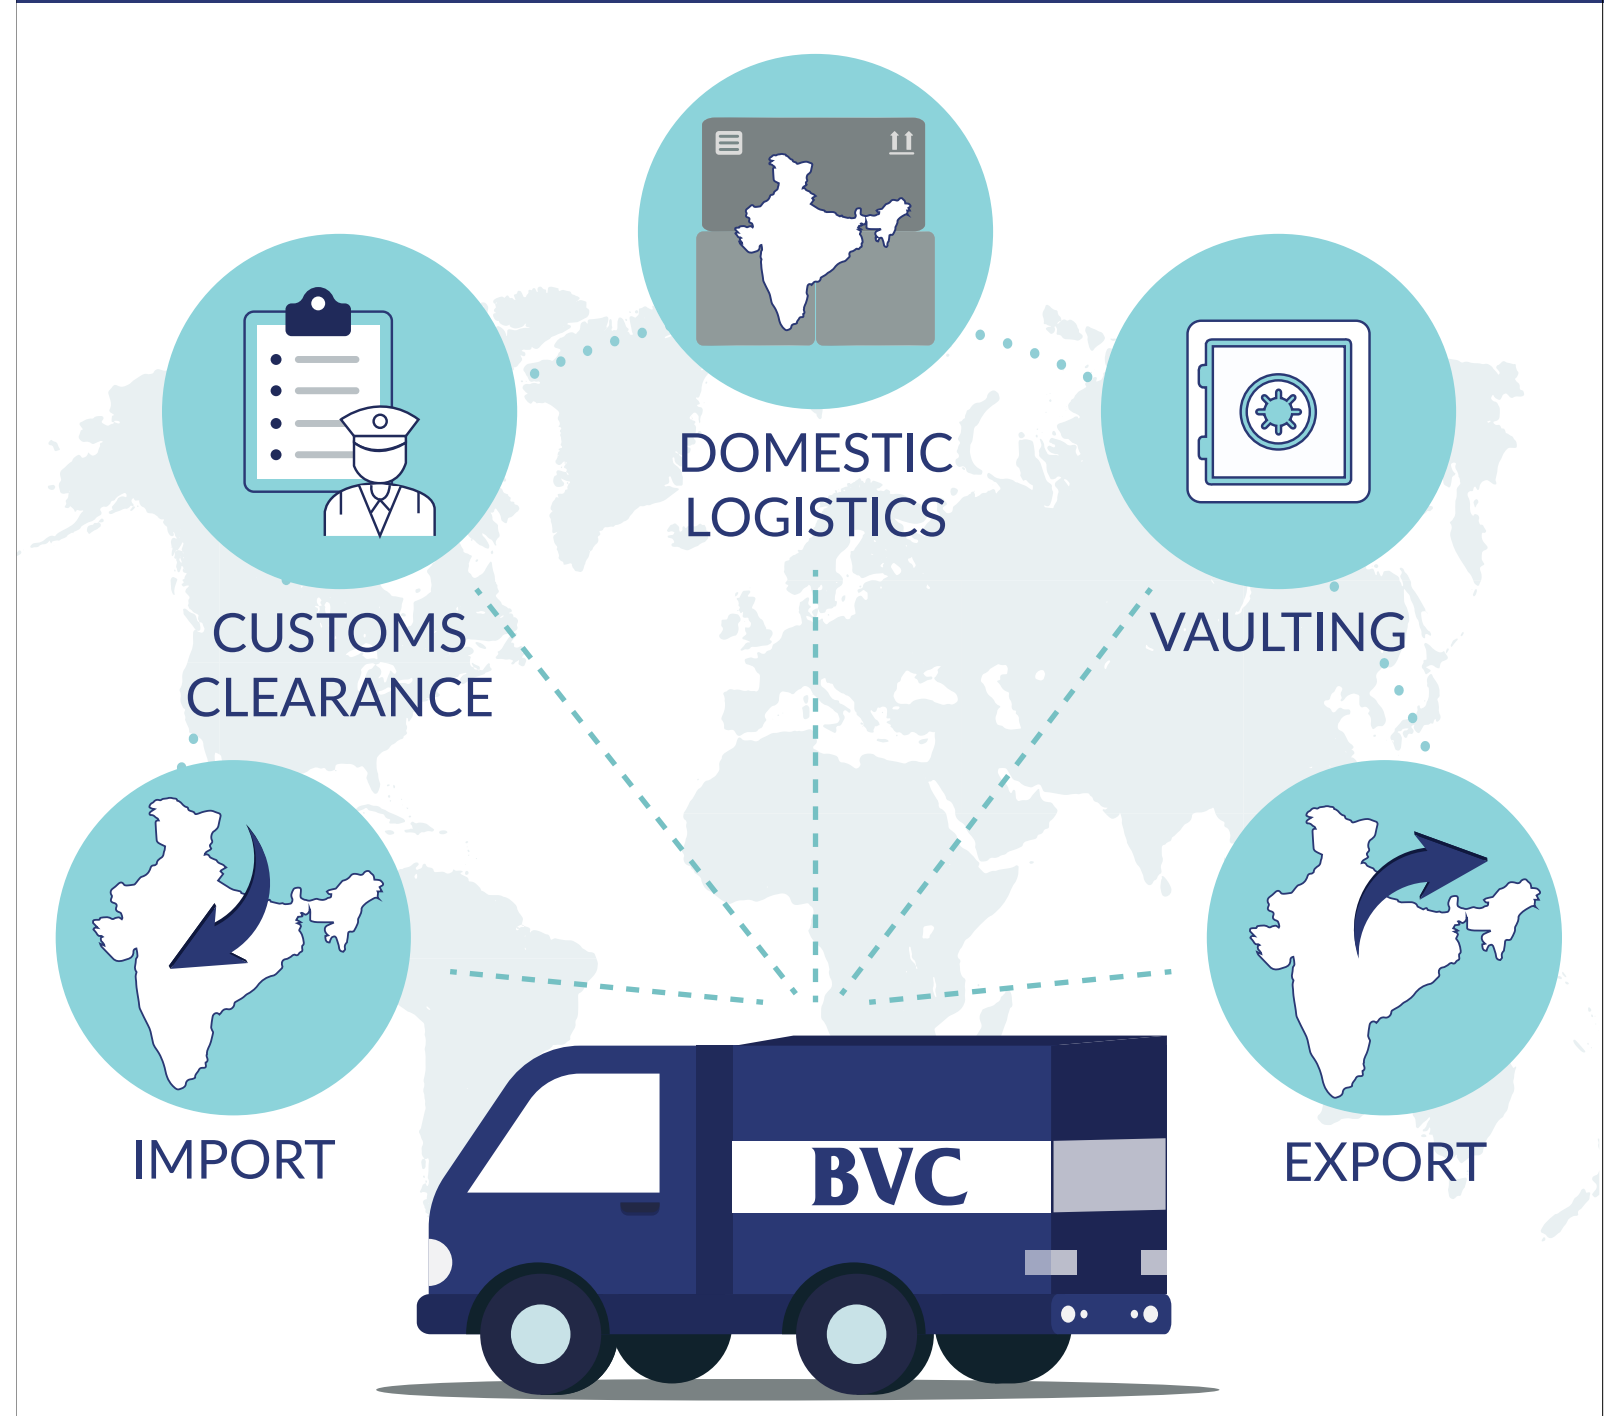 DOMESTIC
LOGISTICS
CUSTOMS
CLEARANCE
VAULTING
IMPORT
EXPORT
BVC